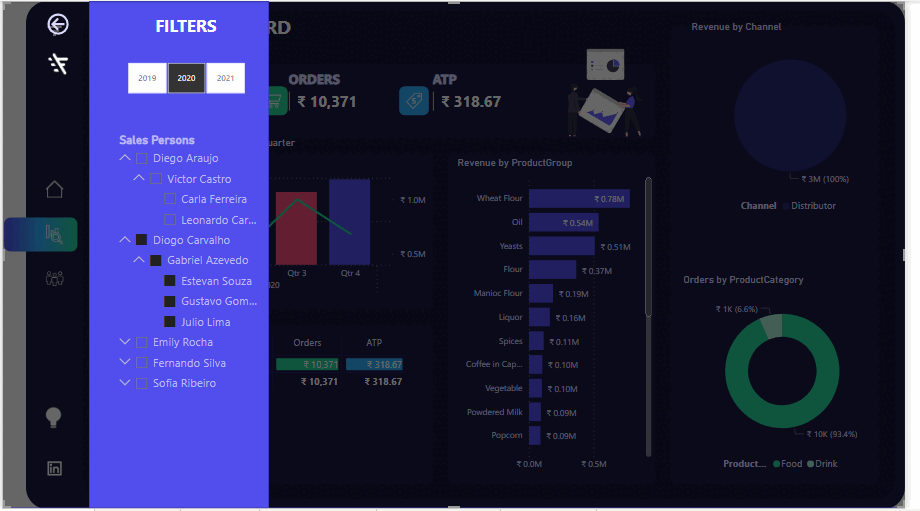 FILTERS
RD
2019
2020
2021
ORDERS
₹ 10,371
ATP
₹ 318.67
Sales Persons
Diego Araujo
Victor Castro
Carla Ferreira
Leonardo Car...
Diogo Carvalho
Gabriel Azevedo
Estevan Souza
Gustavo Gom...
Julio Lima
Emily Rocha
Fernando Silva
Sofia Ribeiro
uarter
₹ 1.0M
₹ 0.5M
Qtr 3
Qtr 4
020
Orders
ATP
₹ 10,371
₹ 318.67
₹ 10,371
₹ 318.67
Revenue by ProductGroup
Wheat Flour
₹ 0.78M
Oil
₹ 0.54M
Yeasts
₹ 0.51M
Flour
₹ 0.37M
Manioc Flour
₹ 0.19M
Liquor
₹ 0.16M
Spices
₹ 0.11M
Coffee in Cap...
₹ 0.10M
Vegetable
₹ 0.10M
Powdered Milk
₹ 0.09M
Popcorn
₹ 0.09M
₹ 0.0M
₹ 0.5M
Revenue by Channel
₹ 3M (100%)
Channel
Distributor
Orders by ProductCategory
₹ 1K (6.6%)
₹ 10K (93.4%)
Product...
Food
Drink
in